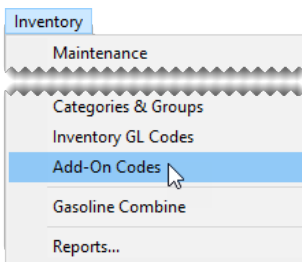 Inventory
Maintenance
Categories & Groups
Inventory GL Codes
Add-On Codes
Gasoline Combine
Reports...